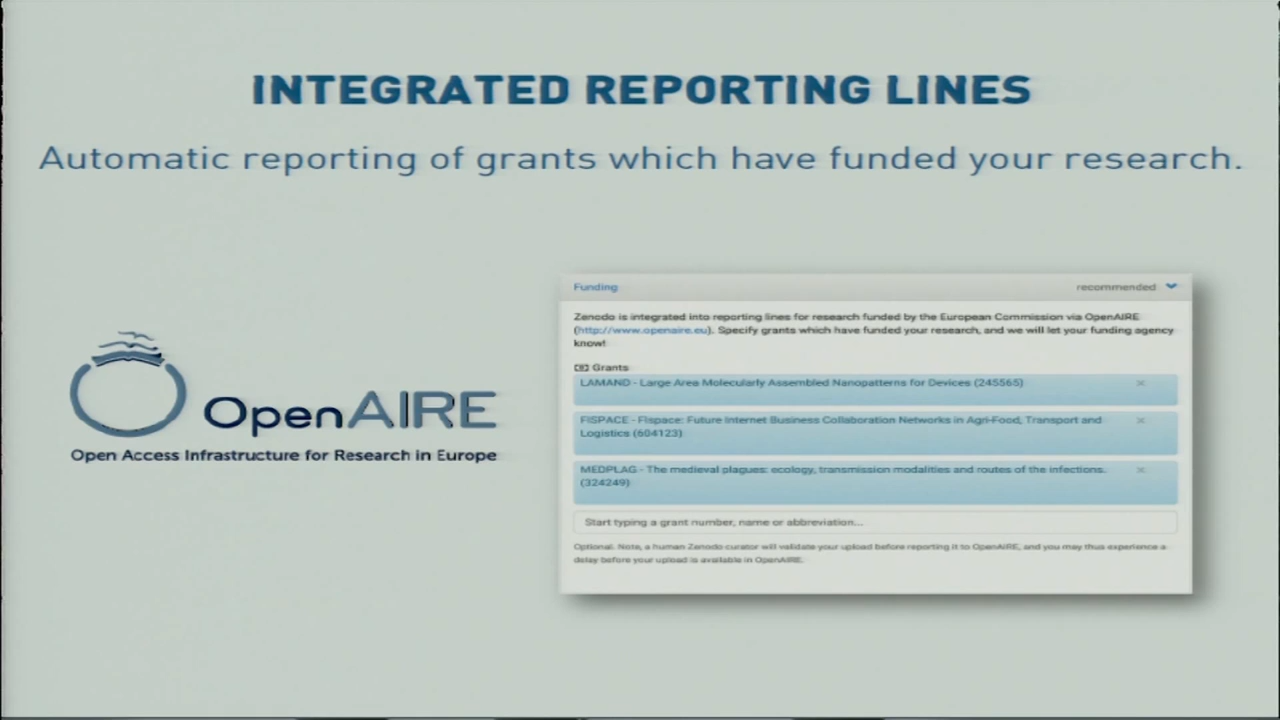 INTEGRATED REPORTING LINES
Automatic reporting of grants which have funded your research.
OpenAIRE
Open Access Infrastructure for Research in Europe
Funding recommended
Zenodo is integrated into reporting lines for research funded by the European Commission via OpenAIRE
(http://www.openaire.eu). Specify grants which have funded your research, and we will let your funding agency
know!
Grants
LAMAND - Large Area Molecularly Assembled Nanopatterns for Devices (245565) ×
FISPACE - FIspace: Future Internet Business Collaboration Networks in Agri-Food, Transport and ×
Logistics (604123)
MEDPLAG - The medieval plagues: ecology, transmission modalities and routes of the infections. ×
(324249)
Start typing a grant number, name or abbreviation...
Optional. Note, a human Zenodo curator will validate your upload before reporting it to OpenAIRE, and you may thus experience a
delay before your upload is available in OpenAIRE.